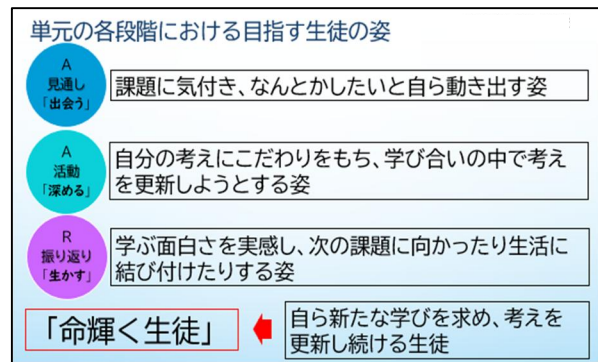 単元の各段階における目指す生徒の姿
A
見通し
「出会う」
課題に気付き、なんとかしたいと自ら動き出す姿
A
活動
「深める」
自分の考えにこだわりをもち、学び合いの中で考え
を更新しようとする姿
R
振り返り
「生かす」
学ぶ面白さを実感し、次の課題に向かったり生活に
結び付けたりする姿
「命輝く生徒」
自ら新たな学びを求め、考えを
更新し続ける生徒